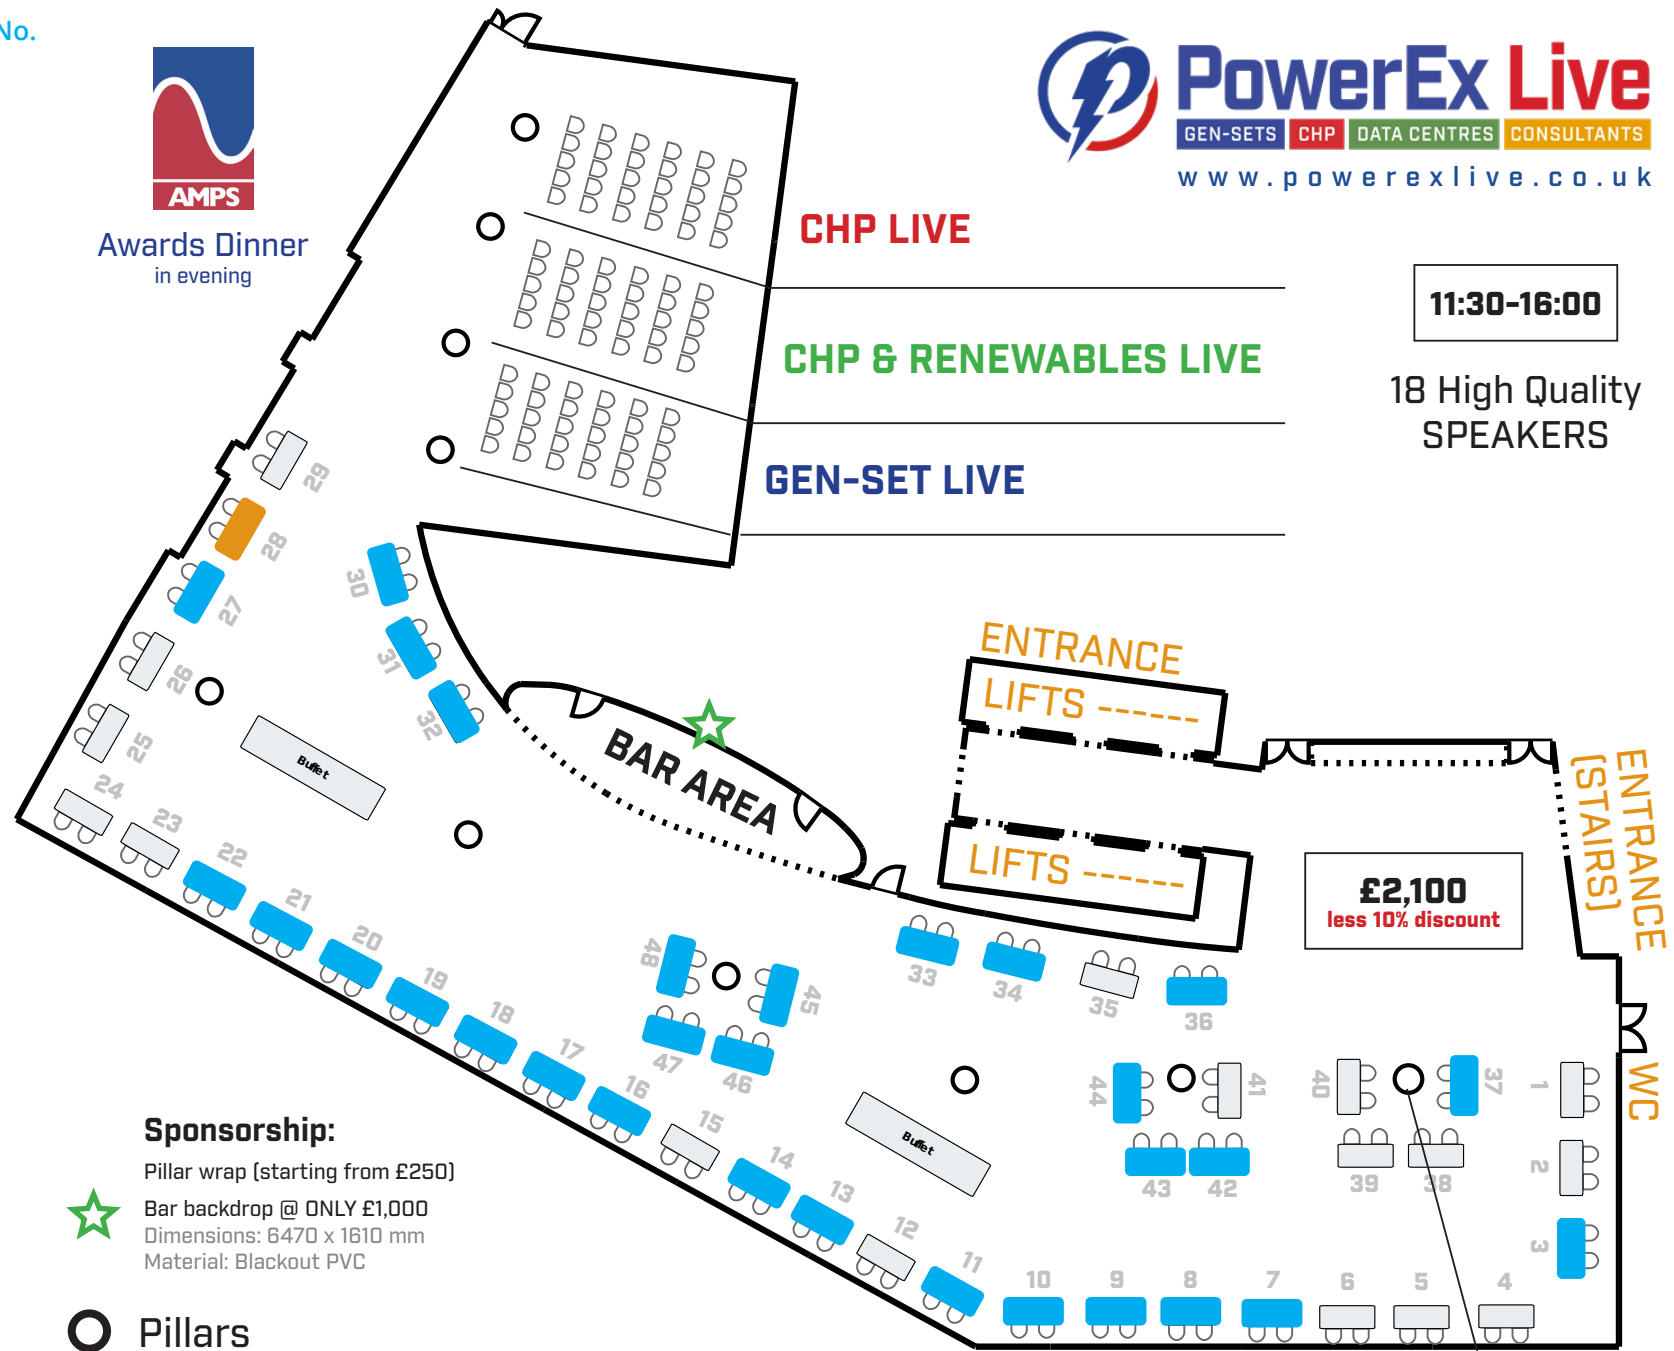 No.
AMPS
Awards Dinner
in evening
PowerEx Live
GEN-SETS CHP DATA CENTRES CONSULTANTS
www.powerexlive.co.uk
CHP LIVE
11:30-16:00
CHP & RENEWABLES LIVE
18 High Quality
SPEAKERS
GEN-SET LIVE
29
28
27
26
25
24
23
22
21
20
19
18
17
16
15
14
13
12
11
10
9
8
7
6
5
4
3
2
1
30
31
32
33
34
35
36
37
38
39
40
41
42
43
44
45
46
47
48
Buffet
Buffet
BAR AREA
ENTRANCE
LIFTS ------
LIFTS ------
ENTRANCE
(STAIRS)
£2,100
less 10% discount
WC
Sponsorship:
Pillar wrap (starting from £250)
Bar backdrop @ ONLY £1,000
Dimensions: 6470 x 1610 mm
Material: Blackout PVC
Pillars